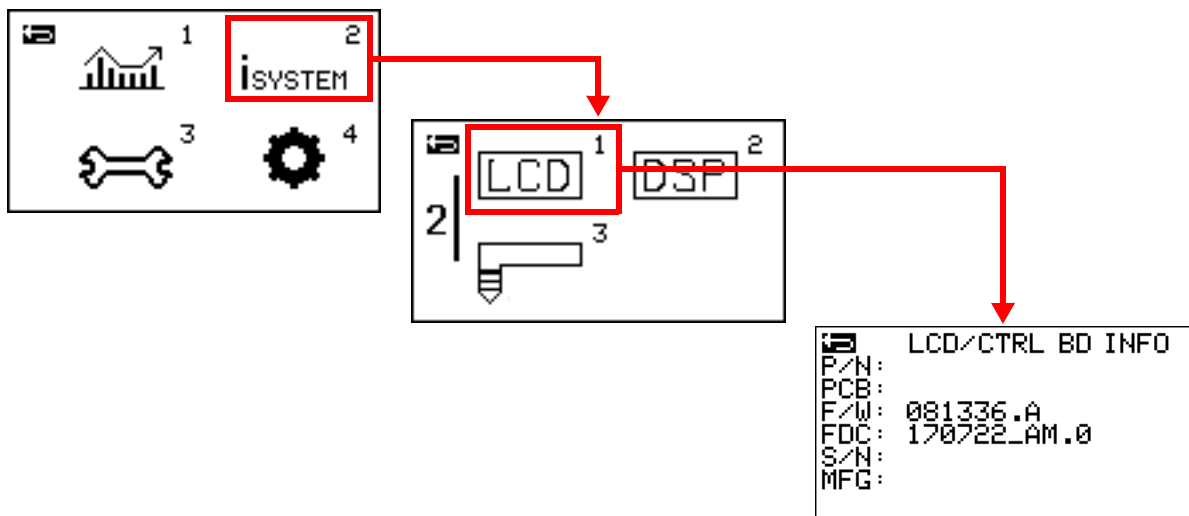 1
2
iSYSTEM
3
4
1
LCD
2
DSP
2
3
LCD/CTRL BD INFO
P/N:
PCB:
F/W: 081336.A
FDC: 170722_AM.0
S/N:
MFG: